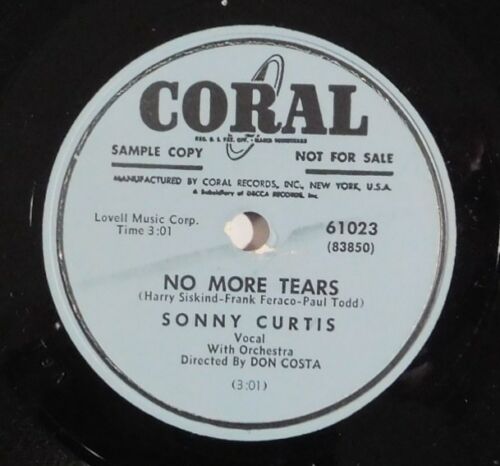 CORAL
REG. U. S. PAT. OFF. - MARCA REGISTRADA
SAMPLE COPY NOT FOR SALE
MANUFACTURED BY CORAL RECORDS, INC., NEW YORK, U.S.A.
A Subsidiary of DECCA RECORDS, Inc.
Lovell Music Corp.
Time 3:01
61023
(83850)
NO MORE TEARS
(Harry Siskind-Frank Feraco-Paul Todd)
SONNY CURTIS
Vocal
With Orchestra
Directed By DON COSTA
(3:01)